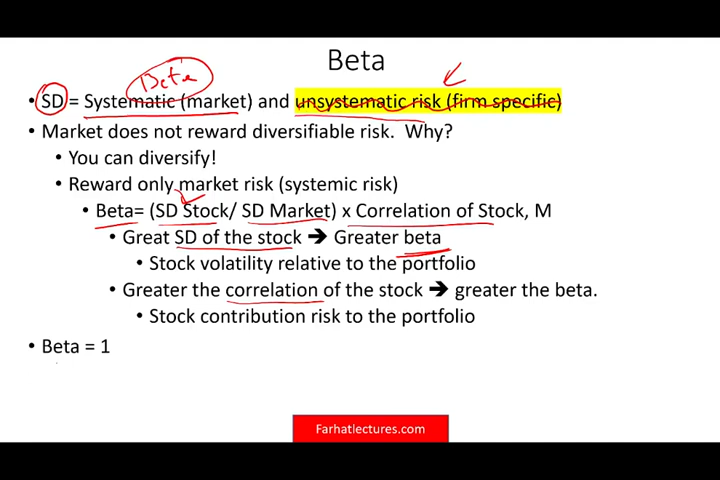 Beta
Beta
• SD = Systematic (market) and unsystematic risk (firm specific)
• Market does not reward diversifiable risk. Why?
• You can diversify!
• Reward only market risk (systemic risk)
• Beta= (SD Stock/ SD Market) x Correlation of Stock, M
• Great SD of the stock ➔ Greater beta
• Stock volatility relative to the portfolio
• Greater the correlation of the stock ➔ greater the beta.
• Stock contribution risk to the portfolio
• Beta = 1
Farhatlectures.com